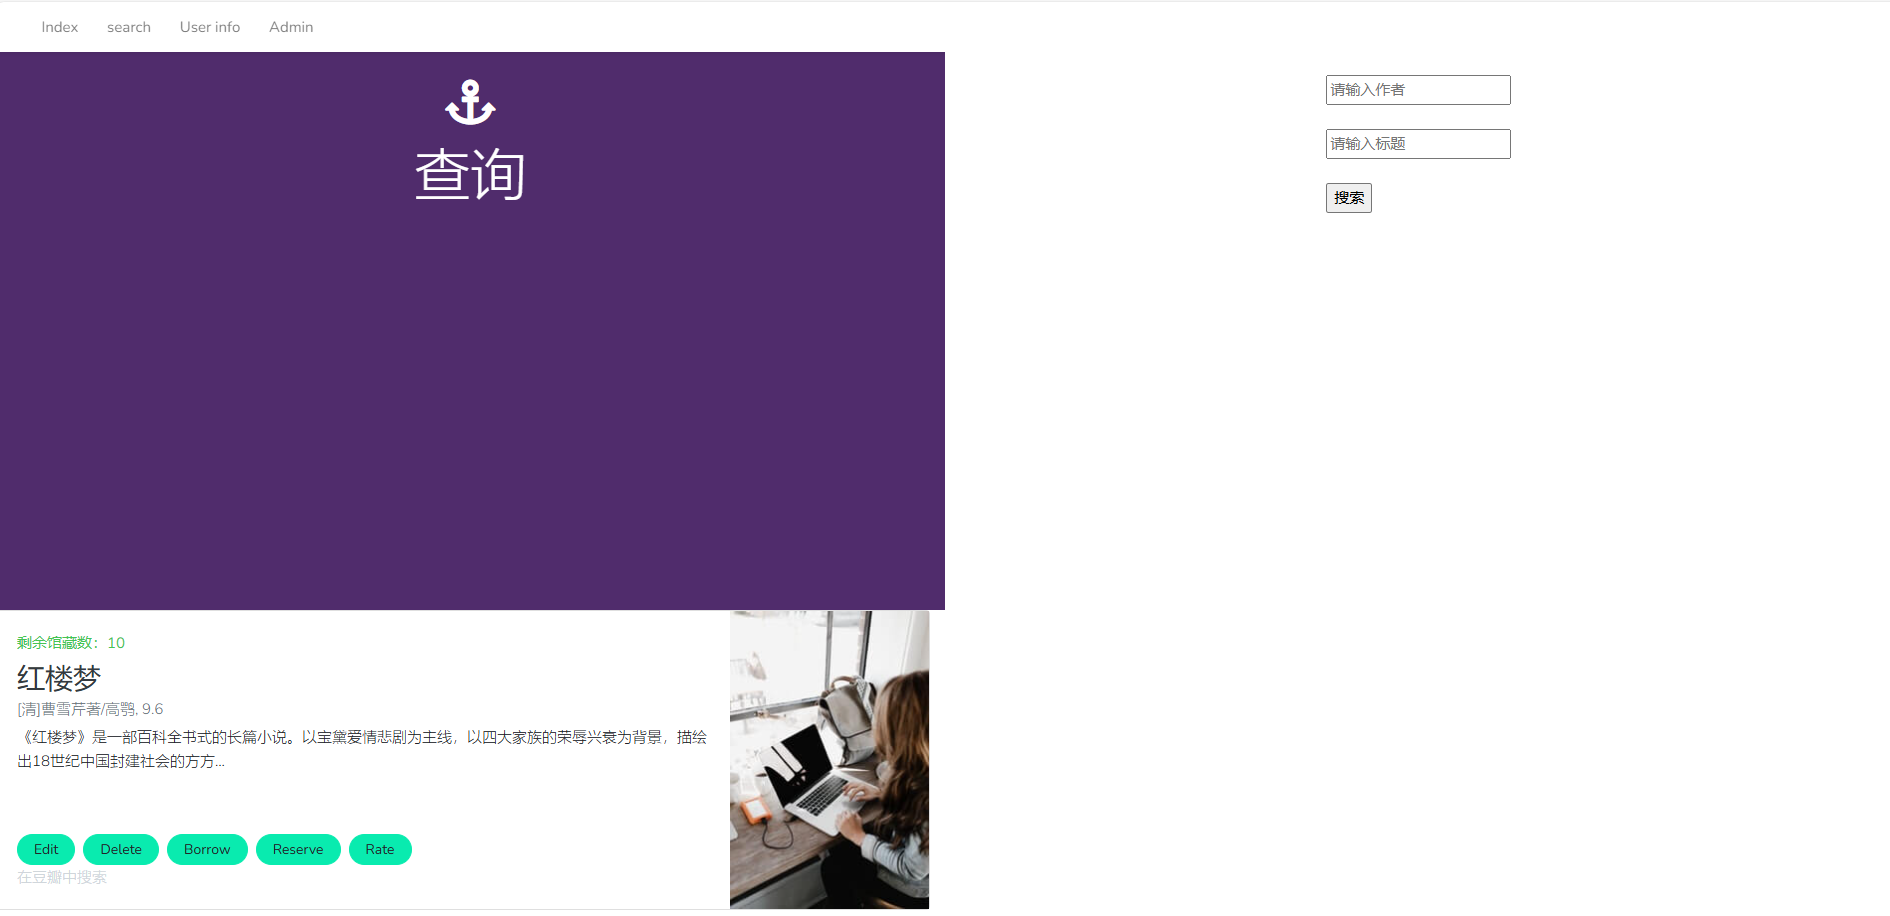 Index search User info Admin
查询
请输入作者
请输入标题
搜索
剩余馆藏数：10
红楼梦
[清]曹雪芹著/高鹗, 9.6
《红楼梦》是一部百科全书式的长篇小说。以宝黛爱情悲剧为主线，以四大家族的荣辱兴衰为背景，描绘
出18世纪中国封建社会的方方...
Edit Delete Borrow Reserve Rate
在豆瓣中搜索